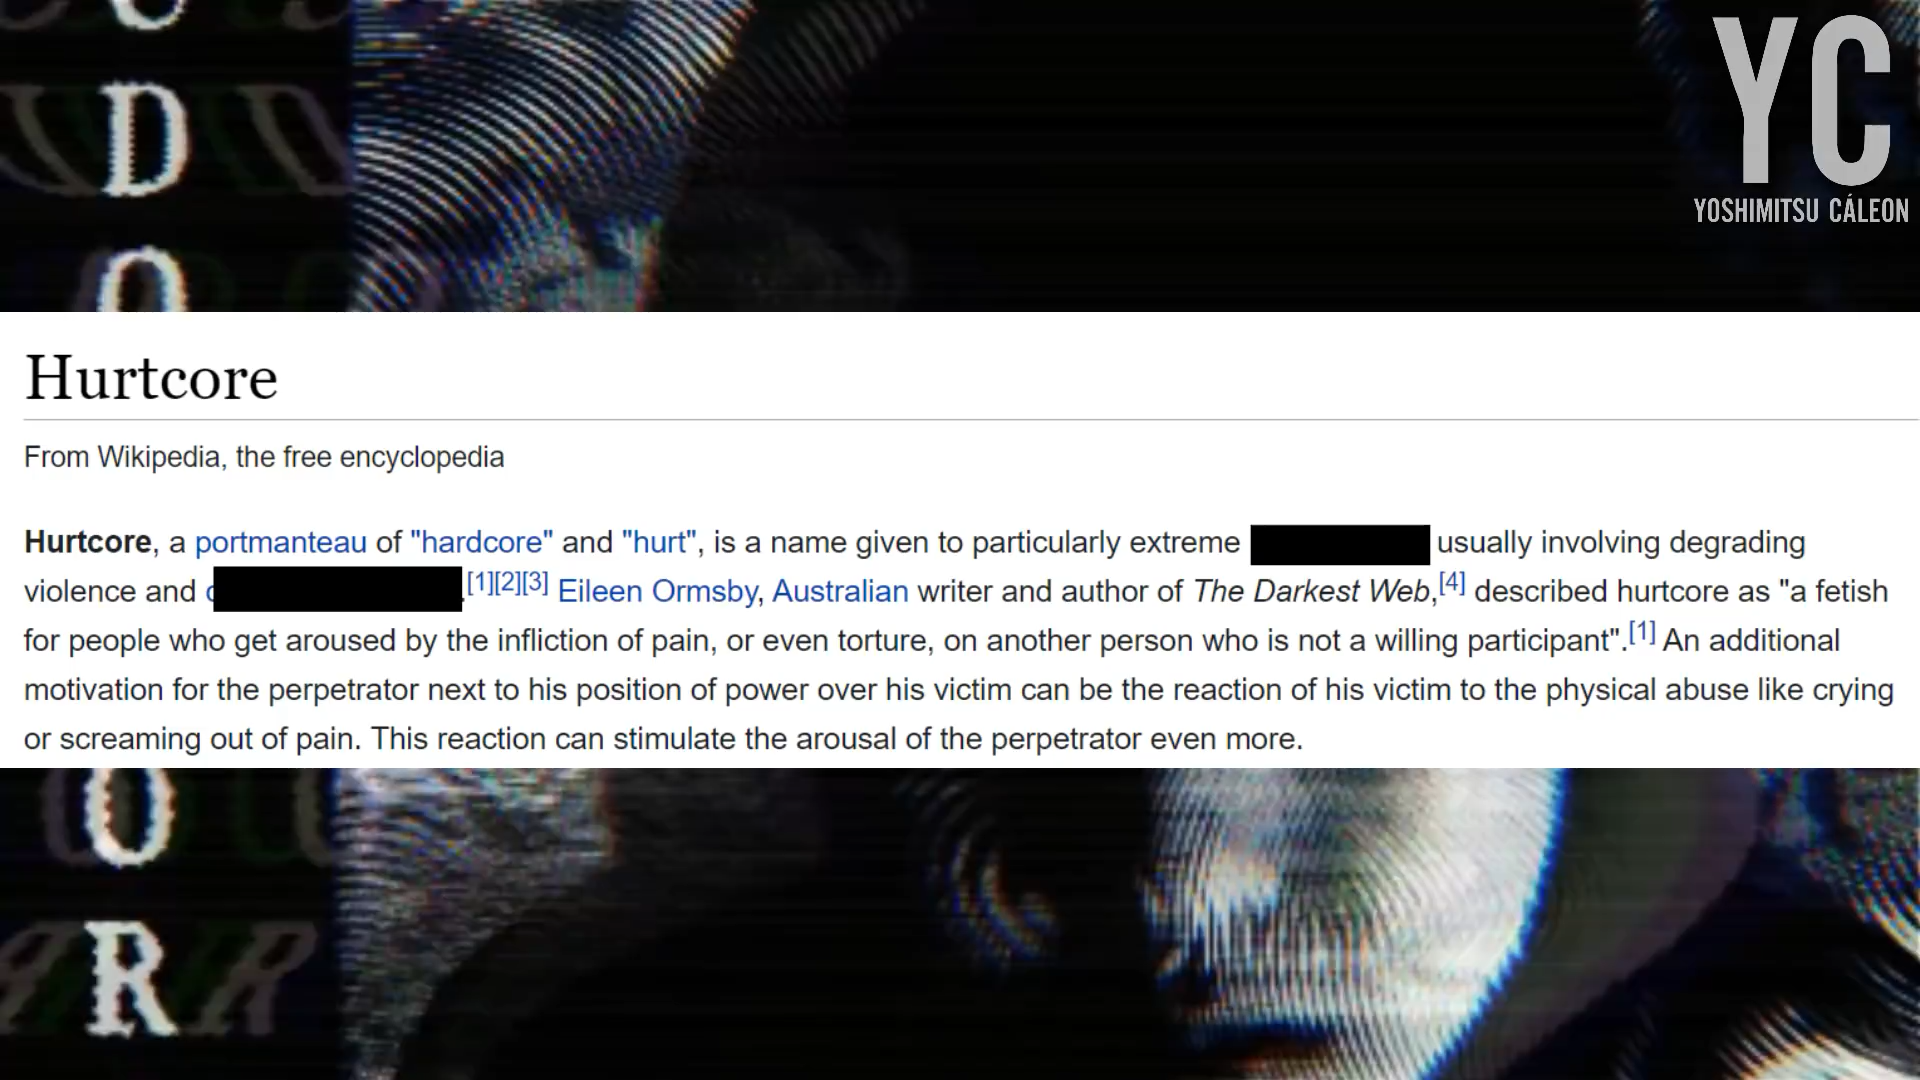 D
O
YC
YOSHIMITSU CÁLEON
Hurtcore
From Wikipedia, the free encyclopedia
Hurtcore, a portmanteau of "hardcore" and "hurt", is a name given to particularly extreme usually involving degrading
violence and .[1][2][3] Eileen Ormsby, Australian writer and author of The Darkest Web,[4] described hurtcore as "a fetish
for people who get aroused by the infliction of pain, or even torture, on another person who is not a willing participant".[1] An additional
motivation for the perpetrator next to his position of power over his victim can be the reaction of his victim to the physical abuse like crying
or screaming out of pain. This reaction can stimulate the arousal of the perpetrator even more.
O
R